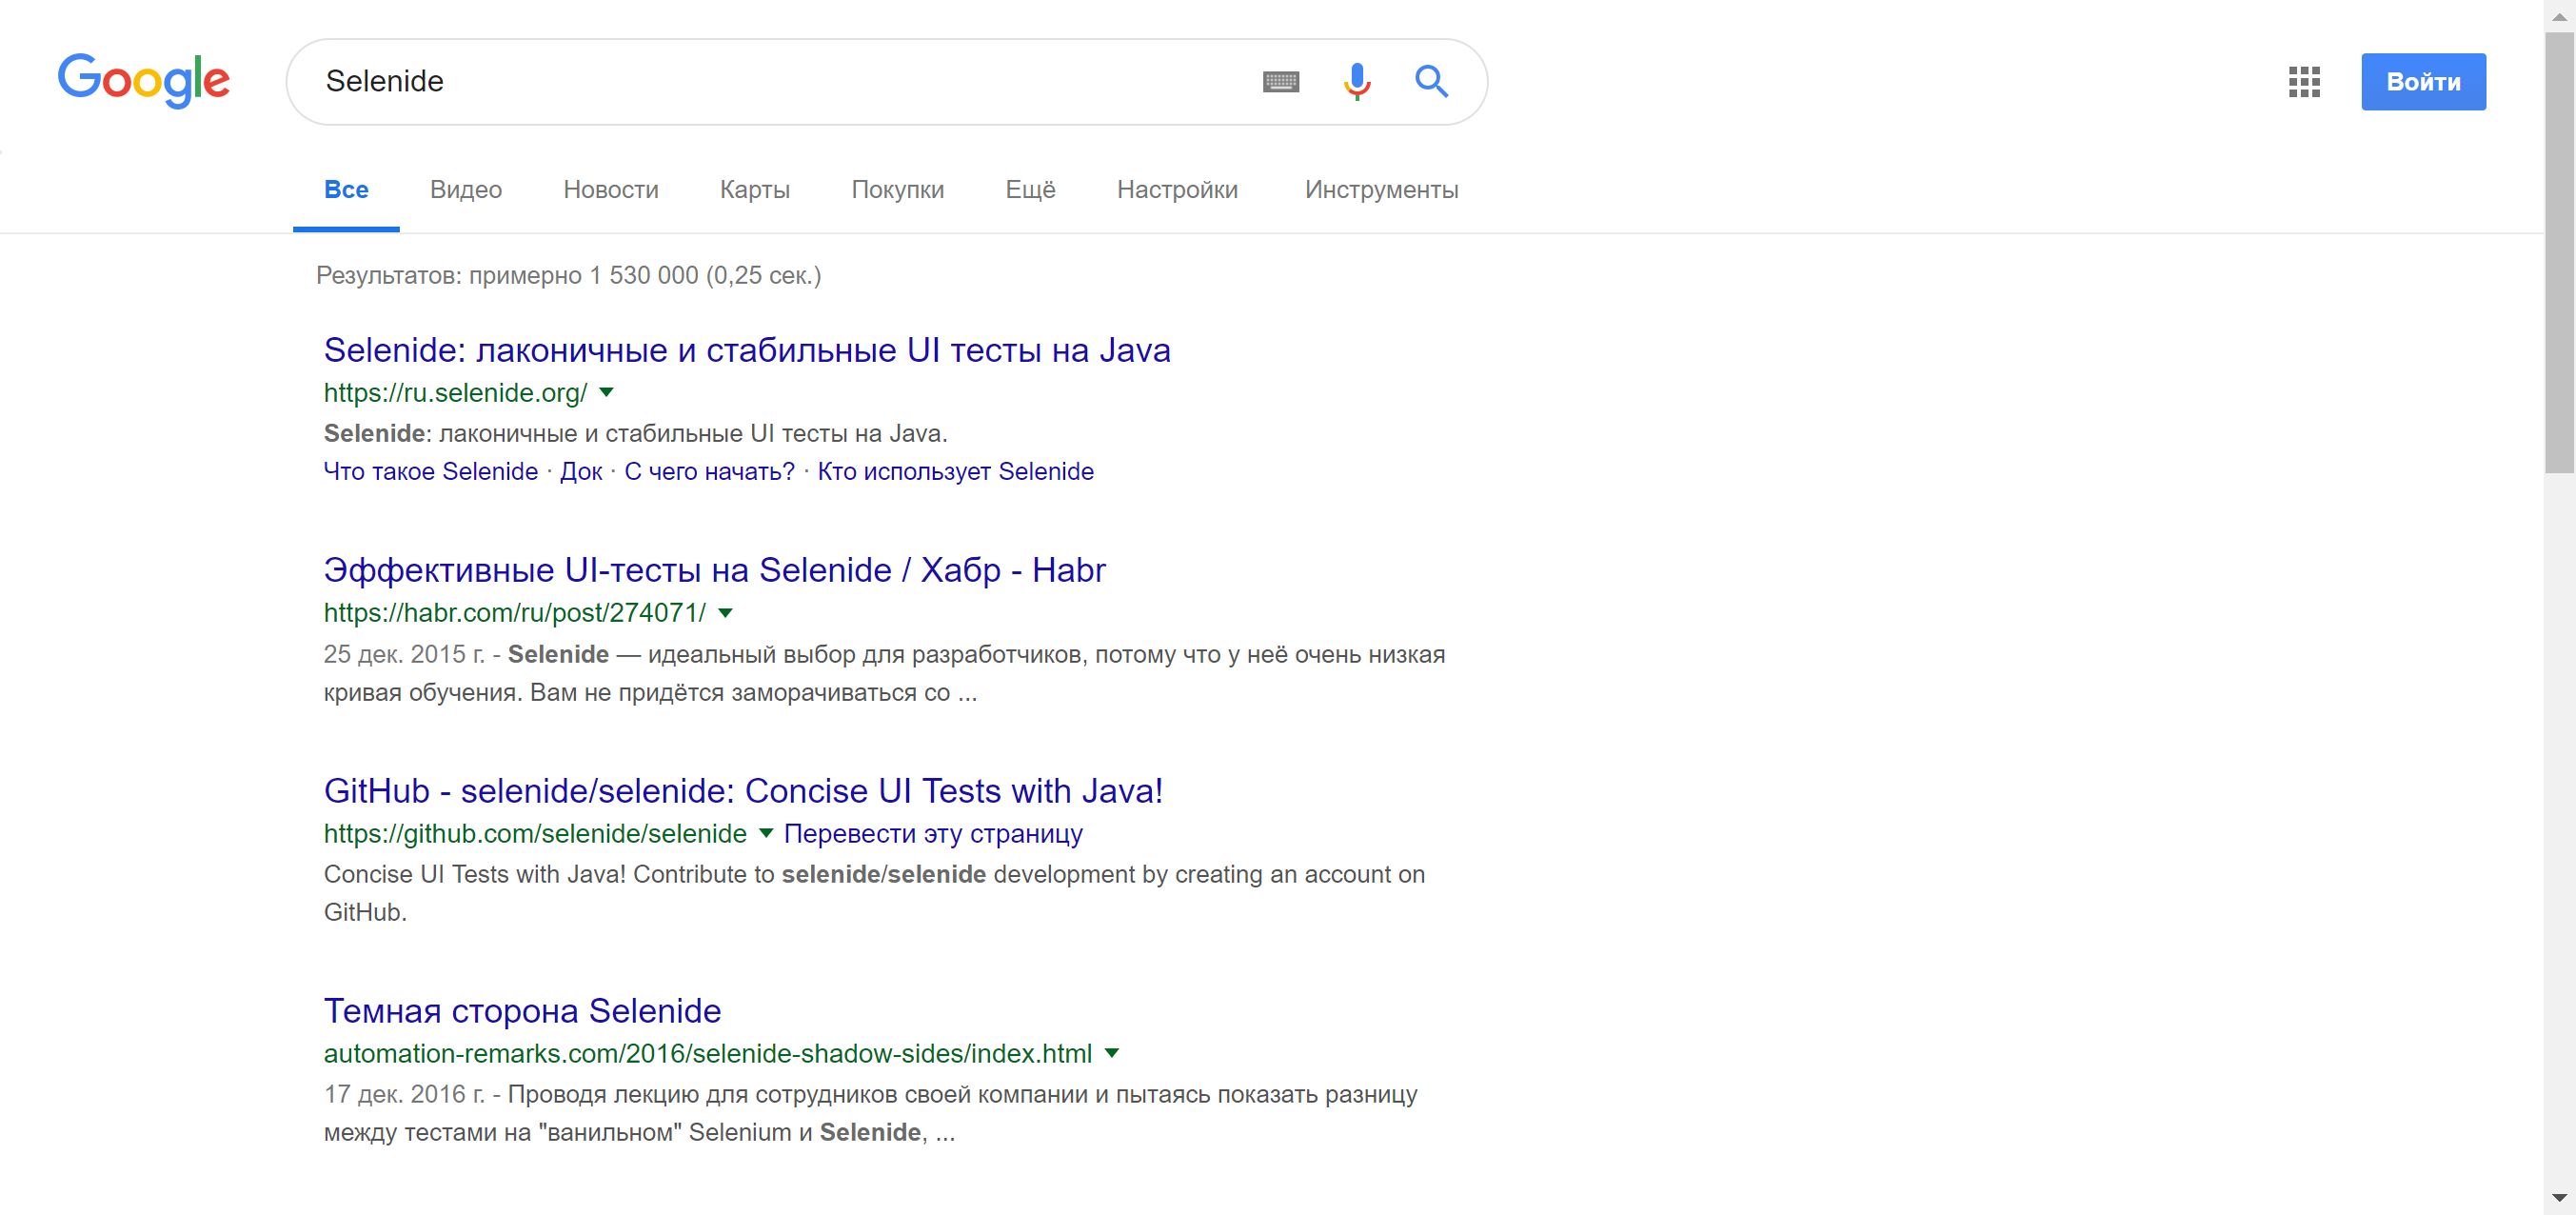 Google
Selenide
Войти
Все Видео Новости Карты Покупки Ещё Настройки Инструменты
Результатов: примерно 1 530 000 (0,25 сек.)
Selenide: лаконичные и стабильные UI тесты на Java
https://ru.selenide.org/
Selenide: лаконичные и стабильные UI тесты на Java.
Что такое Selenide · Док · С чего начать? · Кто использует Selenide
Эффективные UI-тесты на Selenide / Хабр - Habr
https://habr.com/ru/post/274071/
25 дек. 2015 г. - Selenide — идеальный выбор для разработчиков, потому что у неё очень низкая
кривая обучения. Вам не придётся заморачиваться со ...
GitHub - selenide/selenide: Concise UI Tests with Java!
https://github.com/selenide/selenide Перевести эту страницу
Concise UI Tests with Java! Contribute to selenide/selenide development by creating an account on
GitHub.
Темная сторона Selenide
automation-remarks.com/2016/selenide-shadow-sides/index.html
17 дек. 2016 г. - Проводя лекцию для сотрудников своей компании и пытаясь показать разницу
между тестами на "ванильном" Selenium и Selenide, ...